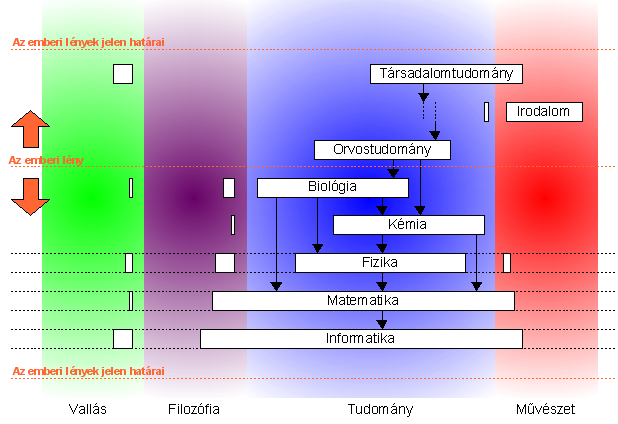 Az emberi lények jelen határai
Társadalomtudomány
Irodalom
Orvostudomány
Az emberi lény
Biológia
Kémia
Fizika
Matematika
Informatika
Az emberi lények jelen határai
Vallás
Filozófia
Tudomány
Művészet